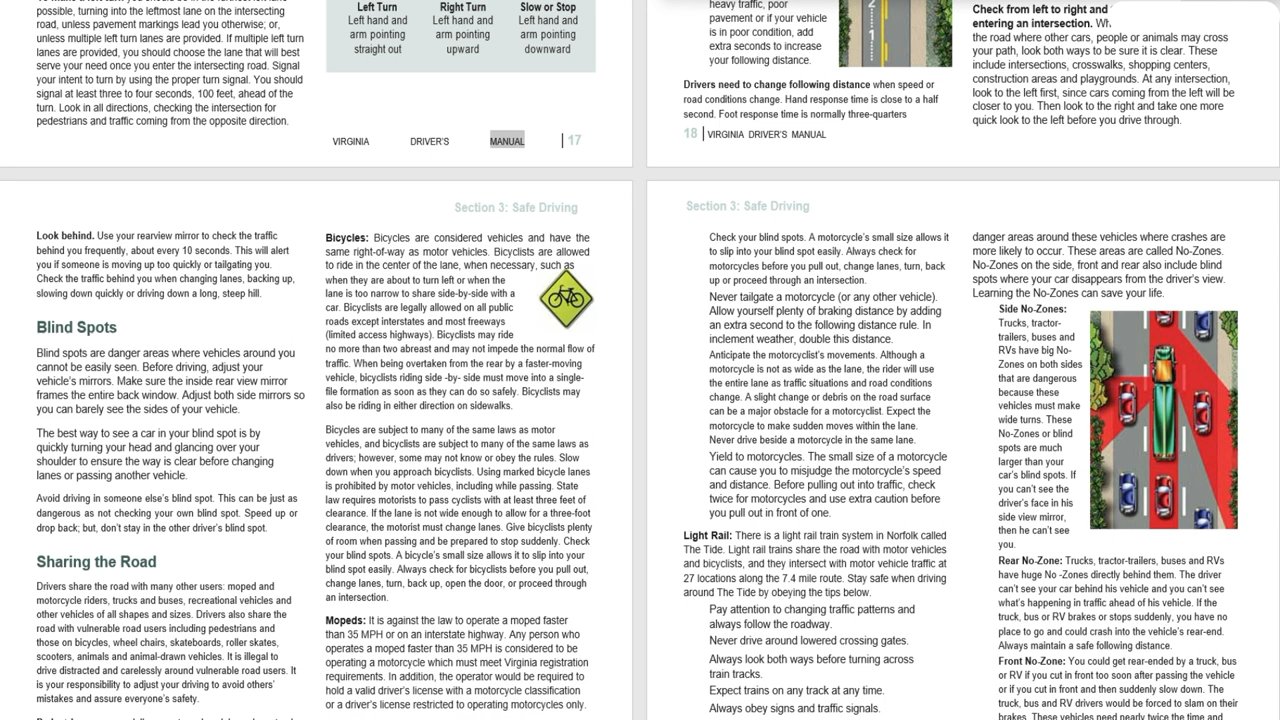 possible, turning into the leftmost lane on the intersecting
road, unless pavement markings lead you otherwise; or,
unless multiple left turn lanes are provided. If multiple left turn
lanes are provided, you should choose the lane that will best
serve your need once you enter the intersecting road. Signal
your intent to turn by using the proper turn signal. You should
signal at least three to four seconds, 100 feet, ahead of the
turn. Look in all directions, checking the intersection for
pedestrians and traffic coming from the opposite direction.
Left Turn
Left hand and
arm pointing
straight out
Right Turn
Left hand and
arm pointing
upward
Slow or Stop
Left hand and
arm pointing
downward
VIRGINIA DRIVER'S MANUAL | 17
heavy traffic, poor
pavement or if your vehicle
is in poor condition, add
extra seconds to increase
your following distance.
2
1
Drivers need to change following distance when speed or
road conditions change. Hand response time is close to a half
second. Foot response time is normally three-quarters
18 | VIRGINIA DRIVER'S MANUAL
Check from left to right and
entering an intersection.
the road where other cars, people or animals may cross
your path, look both ways to be sure it is clear. These
include intersections, crosswalks, shopping centers,
construction areas and playgrounds. At any intersection,
look to the left first, since cars coming from the left will be
closer to you. Then look to the right and take one more
quick look to the left before you drive through.
Section 3: Safe Driving
Look behind. Use your rearview mirror to check the traffic
behind you frequently, about every 10 seconds. This will alert
you if someone is moving up too quickly or tailgating you.
Check the traffic behind you when changing lanes, backing up,
slowing down quickly or driving down a long, steep hill.
Blind Spots
Blind spots are danger areas where vehicles around you
cannot be easily seen. Before driving, adjust your
vehicle's mirrors. Make sure the inside rear view mirror
frames the entire back window. Adjust both side mirrors so
you can barely see the sides of your vehicle.
The best way to see a car in your blind spot is by
quickly turning your head and glancing over your
shoulder to ensure the way is clear before changing
lanes or passing another vehicle.
Avoid driving in someone else's blind spot. This can be just as
dangerous as not checking your own blind spot. Speed up or
drop back; but, don't stay in the other driver's blind spot.
Sharing the Road
Drivers share the road with many other users: moped and
motorcycle riders, trucks and buses, recreational vehicles and
other vehicles of all shapes and sizes. Drivers also share the
road with vulnerable road users including pedestrians and
those on bicycles, wheel chairs, skateboards, roller skates,
scooters, animals and animal-drawn vehicles. It is illegal to
drive distracted and carelessly around vulnerable road users. It
is your responsibility to adjust your driving to avoid others'
mistakes and assure everyone's safety.
Bicycles: Bicycles are considered vehicles and have the
same right-of-way as motor vehicles. Bicyclists are allowed
to ride in the center of the lane, when necessary, such as
when they are about to turn left or when the
lane is too narrow to share side-by-side with a
car. Bicyclists are legally allowed on all public
roads except interstates and most freeways
(limited access highways). Bicyclists may ride
no more than two abreast and may not impede the normal flow of
traffic. When being overtaken from the rear by a faster-moving
vehicle, bicyclists riding side -by- side must move into a single-
file formation as soon as they can do so safely. Bicyclists may
also be riding in either direction on sidewalks.
Bicycles are subject to many of the same laws as motor
vehicles, and bicyclists are subject to many of the same laws as
drivers; however, some may not know or obey the rules. Slow
down when you approach bicyclists. Using marked bicycle lanes
is prohibited by motor vehicles, including while passing. State
law requires motorists to pass cyclists with at least three feet of
clearance. If the lane is not wide enough to allow for a three-foot
clearance, the motorist must change lanes. Give bicyclists plenty
of room when passing and be prepared to stop suddenly. Check
your blind spots. A bicycle's small size allows it to slip into your
blind spot easily. Always check for bicyclists before you pull out,
change lanes, turn, back up, open the door, or proceed through
an intersection.
Mopeds: It is against the law to operate a moped faster
than 35 MPH or on an interstate highway. Any person who
operates a moped faster than 35 MPH is considered to be
operating a motorcycle which must meet Virginia registration
requirements. In addition, the operator would be required to
hold a valid driver's license with a motorcycle classification
or a driver's license restricted to operating motorcycles only.
Section 3: Safe Driving
Check your blind spots. A motorcycle's small size allows it
to slip into your blind spot easily. Always check for
motorcycles before you pull out, change lanes, turn, back
up or proceed through an intersection.
Never tailgate a motorcycle (or any other vehicle).
Allow yourself plenty of braking distance by adding
an extra second to the following distance rule. In
inclement weather, double this distance.
Anticipate the motorcyclist's movements. Although a
motorcycle is not as wide as the lane, the rider will use
the entire lane as traffic situations and road conditions
change. A slight change or debris on the road surface
can be a major obstacle for a motorcyclist. Expect the
motorcycle to make sudden moves within the lane.
Never drive beside a motorcycle in the same lane.
Yield to motorcycles. The small size of a motorcycle
can cause you to misjudge the motorcycle's speed
and distance. Before pulling out into traffic, check
twice for motorcycles and use extra caution before
you pull out in front of one.
Light Rail: There is a light rail train system in Norfolk called
The Tide. Light rail trains share the road with motor vehicles
and bicyclists, and they intersect with motor vehicle traffic at
27 locations along the 7.4 mile route. Stay safe when driving
around The Tide by obeying the tips below.
Pay attention to changing traffic patterns and
always follow the roadway.
Never drive around lowered crossing gates.
Always look both ways before turning across
train tracks.
Expect trains on any track at any time.
Always obey signs and traffic signals.
danger areas around these vehicles where crashes are
more likely to occur. These areas are called No-Zones.
No-Zones on the side, front and rear also include blind
spots where your car disappears from the driver's view.
Learning the No-Zones can save your life.
Side No-Zones:
Trucks, tractor-
trailers, buses and
RVs have big No-
Zones on both sides
that are dangerous
because these
vehicles must make
wide turns. These
No-Zones or blind
spots are much
larger than your
car's blind spots. If
you can't see the
driver's face in his
side view mirror,
then he can't see
you.
Rear No-Zone: Trucks, tractor-trailers, buses and RVs
have huge No -Zones directly behind them. The driver
can't see your car behind his vehicle and you can't see
what's happening in traffic ahead of his vehicle. If the
truck, bus or RV brakes or stops suddenly, you have no
place to go and could crash into the vehicle's rear-end.
Always maintain a safe following distance.
Front No-Zone: You could get rear-ended by a truck, bus
or RV if you cut in front too soon after passing the vehicle
or if you cut in front and then suddenly slow down. The
truck, bus and RV drivers would be forced to slam on their
brakes. These vehicles need nearly twice the time and